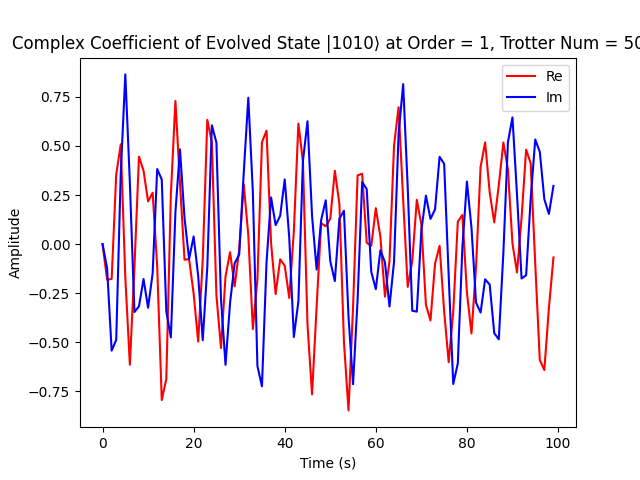 Complex Coefficient of Evolved State |1010⟩ at Order = 1, Trotter Num = 50
Re
Im
Amplitude
0.75
0.50
0.25
0.00
−0.25
−0.50
−0.75
0 20 40 60 80 100
Time (s)